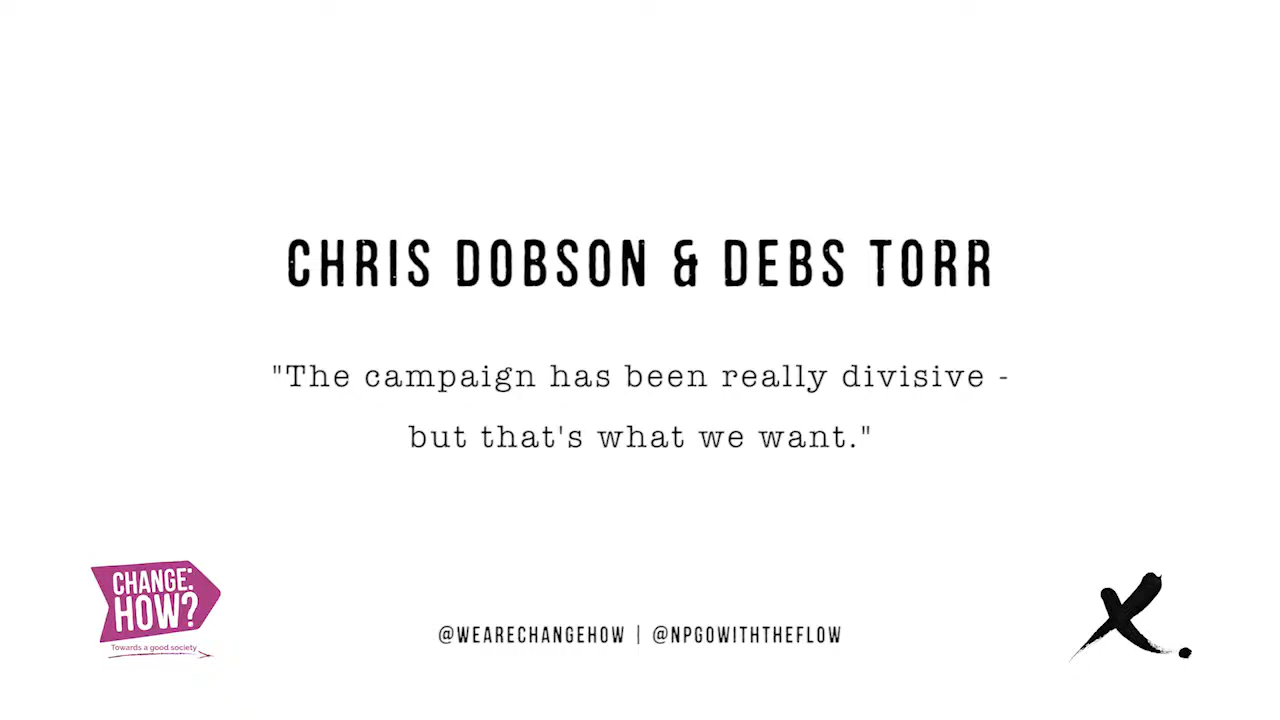 CHRIS DOBSON & DEBS TORR
"The campaign has been really divisive -
but that's what we want."
CHANGE:
HOW?
Towards a good society
@WEARECHANGEHOW | @NPGOWITHTHEFLOW
X.